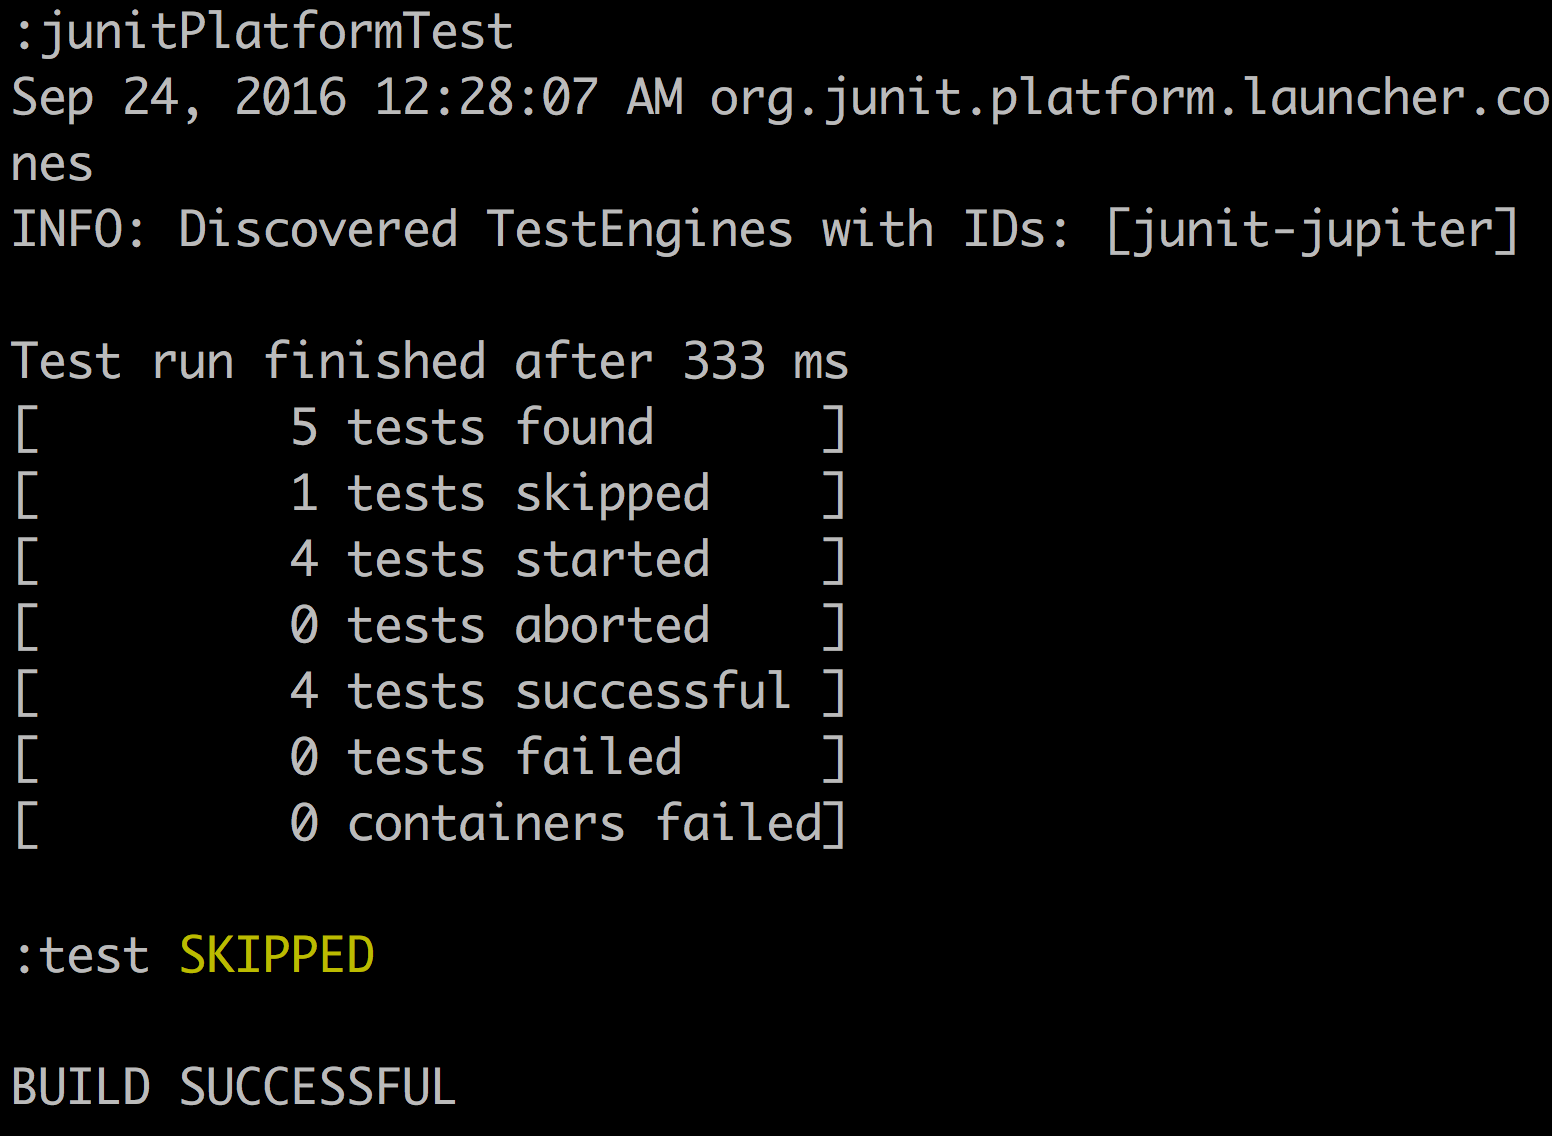 :junitPlatformTest
Sep 24, 2016 12:28:07 AM org.junit.platform.launcher.co
nes
INFO: Discovered TestEngines with IDs: [junit-jupiter]
Test run finished after 333 ms
[         5 tests found      ]
[         1 tests skipped    ]
[         4 tests started    ]
[         0 tests aborted    ]
[         4 tests successful ]
[         0 tests failed     ]
[         0 containers failed]
:test SKIPPED
BUILD SUCCESSFUL